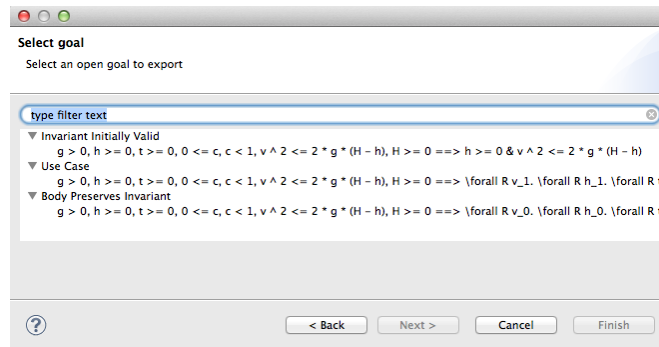 Select goal
Select an open goal to export
type filter text
Invariant Initially Valid
g > 0, h >= 0, t >= 0, 0 <= c, c < 1, v ^ 2 <= 2 * g * (H - h), H >= 0 ==> h >= 0 & v ^ 2 <= 2 * g * (H - h)
Use Case
g > 0, h >= 0, t >= 0, 0 <= c, c < 1, v ^ 2 <= 2 * g * (H - h), H >= 0 ==> \forall R v_1. \forall R h_1. \forall R
Body Preserves Invariant
g > 0, h >= 0, t >= 0, 0 <= c, c < 1, v ^ 2 <= 2 * g * (H - h), H >= 0 ==> \forall R v_0. \forall R h_0. \forall R
?
< Back Next > Cancel Finish